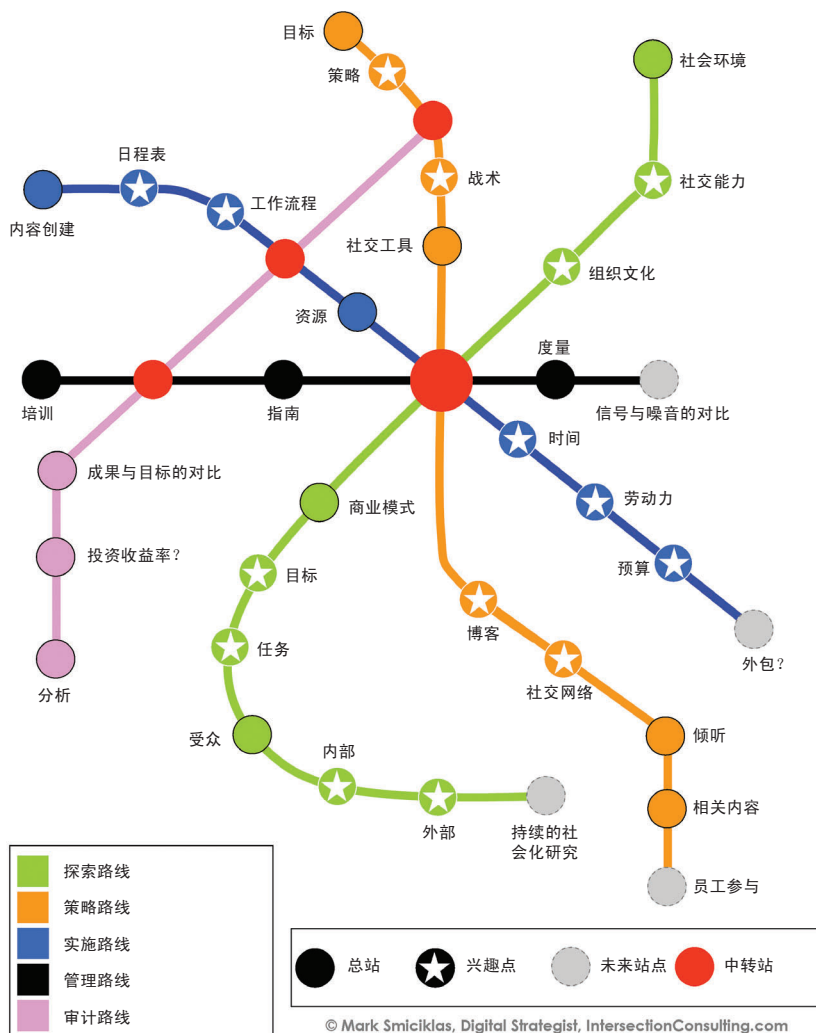 目标
社会环境
策略
日程表
战术
社交能力
工作流程
内容创建
社交工具
组织文化
资源
度量
培训
指南
信号与噪音的对比
时间
成果与目标的对比
劳动力
商业模式
投资收益率？
目标
预算
博客
任务
外包？
分析
社交网络
受众
倾听
内部
相关内容
外部
持续的社
会化研究
员工参与
探索路线
策略路线
实施路线
管理路线
审计路线
总站
兴趣点
未来站点
中转站
© Mark Smiciklas, Digital Strategist, IntersectionConsulting.com